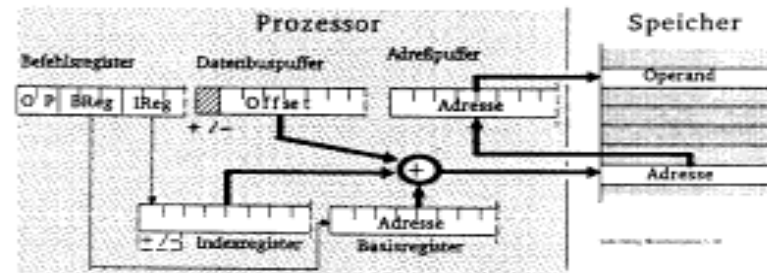 Prozessor
Speicher
Befehlsregister
Datenbuspuffer
Adreßpuffer
O P BReg IReg
Offset
Adresse
Operand
+ / -
+
Adresse
Adresse
± / -
Indexregister
Basisregister